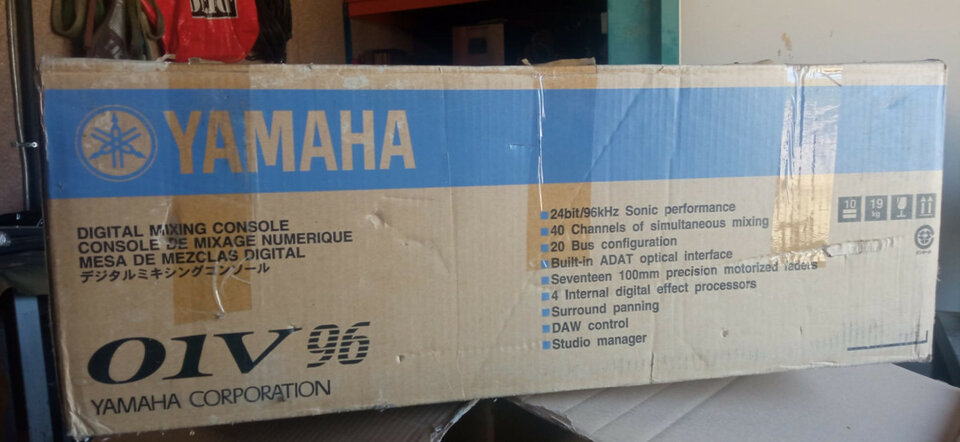 YAMAHA
DIGITAL MIXING CONSOLE
CONSOLE DE MIXAGE NUMERIQUE
MESA DE MEZCLAS DIGITAL
デジタルミキシングコンソール
01V96
YAMAHA CORPORATION
24bit/96kHz Sonic performance
40 Channels of simultaneous mixing
20 Bus configuration
Built-in ADAT optical interface
Seventeen 100mm precision motorized faders
4 Internal digital effect processors
Surround panning
DAW control
Studio manager
10
19
kg